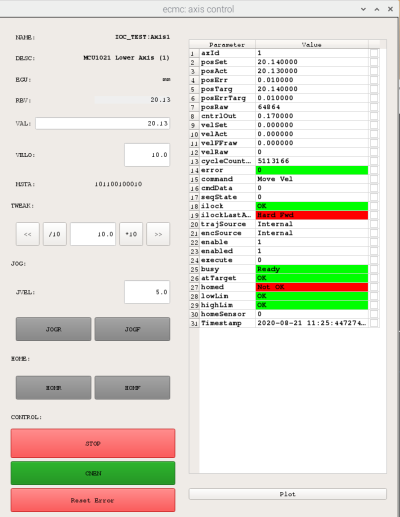 ecmc: axis control
NAME: IOC_TEST:Axis1
DESC: MCU1021 Lower Axis (1)
EGU: mm
RBV: 20.13
VAL: 20.13
VELO: 10.0
MSTA: 101100100010
TWEAK:
<< /10 10.0 *10 >>
JOG:
JVEL: 5.0
JOGR JOGF
HOME:
HOMR HOMF
CONTROL:
STOP
CNEN
Reset Error
Parameter Value
1 axId 1
2 posSet 20.140000
3 posAct 20.130000
4 posErr 0.010000
5 posTarg 20.140000
6 posErrTarg 0.010000
7 posRaw 64864
8 cntrlOut 0.170000
9 velSet 0.000000
10 velAct 0.000000
11 velFFraw 0.000000
12 velRaw 0
13 cycleCount... 5113166
14 error 0
15 command Move Vel
16 cmdData 0
17 seqState 0
18 ilock OK
19 ilockLastA... Hard Fwd
20 trajSource Internal
21 encSource Internal
22 enable 1
23 enabled 1
24 execute 0
25 busy Ready
26 atTarget OK
27 homed Not OK
28 lowLim OK
29 highLim OK
30 homeSensor 0
31 Timestamp 2020-08-21 11:25:447274...
Plot